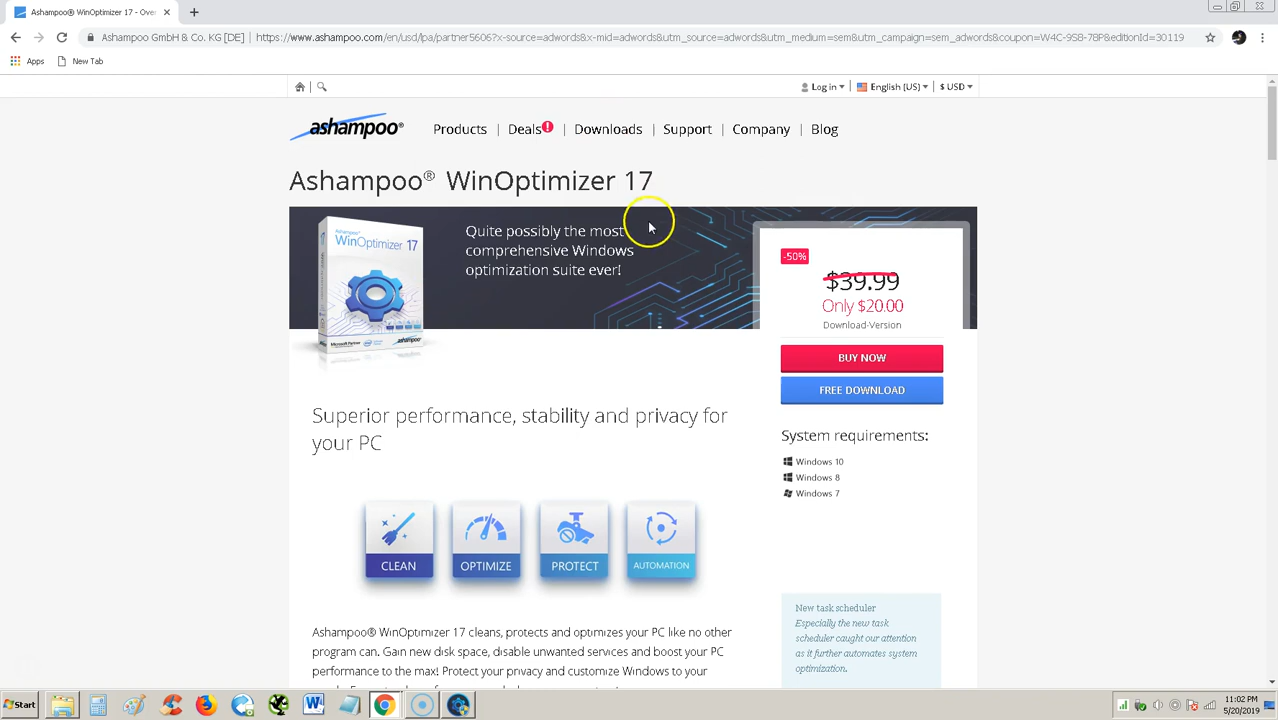 Ashampoo® WinOptimizer 17 - Over
Ashampoo GmbH & Co. KG [DE]
https://www.ashampoo.com/en/usd/lpa/partner5606?x-source=adwords&x-mid=adwords&utm_source=adwords&utm_medium=sem&utm_campaign=sem_adwords&coupon=W4C-9S8-78P&editionId=30119
Apps
New Tab
Log in
English (US)
$ USD
ashampoo®
Products
Deals!
Downloads
Support
Company
Blog
Ashampoo® WinOptimizer 17
Ashampoo®
WinOptimizer 17
Microsoft Partner
ashampoo
Quite possibly the most
comprehensive Windows
optimization suite ever!
-50%
$39.99
Only $20.00
Download-Version
BUY NOW
FREE DOWNLOAD
System requirements:
Windows 10
Windows 8
Windows 7
Superior performance, stability and privacy for
your PC
CLEAN
OPTIMIZE
PROTECT
AUTOMATION
Ashampoo® WinOptimizer 17 cleans, protects and optimizes your PC like no other
program can. Gain new disk space, disable unwanted services and boost your PC
performance to the max! Protect your privacy and customize Windows to your
New task scheduler
Especially the new task
scheduler caught our attention
as it further automates system
optimization.
Start
11:02 PM
5/20/2019